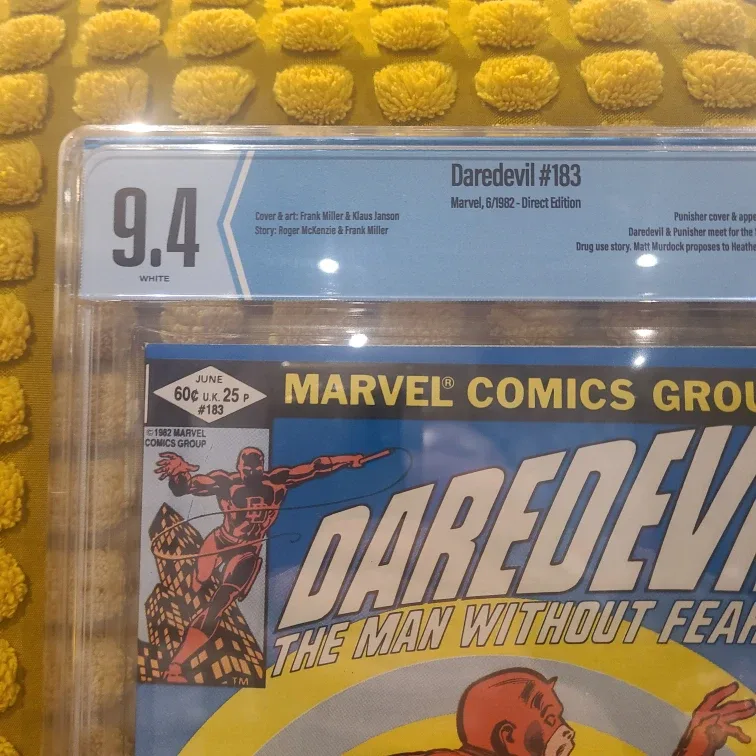 9.4
WHITE
Cover & art: Frank Miller & Klaus Janson
Story: Roger McKenzie & Frank Miller
Daredevil #183
Marvel, 6/1982 - Direct Edition
Punisher cover & appe
Daredevil & Punisher meet for the
Drug use story. Matt Murdock proposes to Heathe
JUNE
60¢ U.K. 25 P
#183
©1982 MARVEL
COMICS GROUP
MARVEL® COMICS GROU
DAREDEVI
THE MAN WITHOUT FEAR
TM